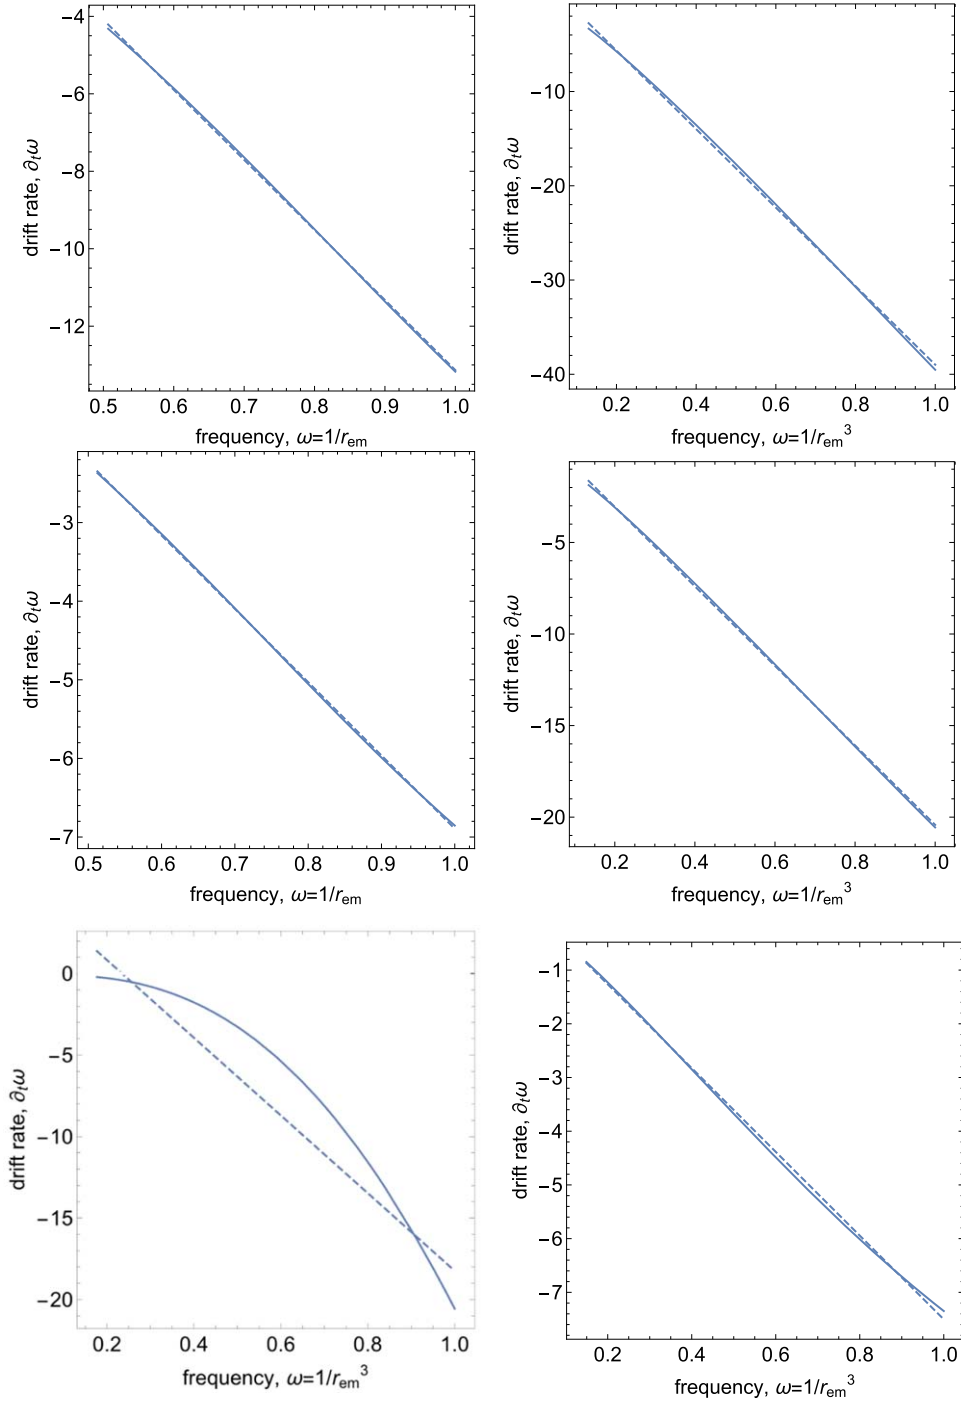 −4
−6
−8
−10
−12
drift rate, ∂tω
0.5 0.6 0.7 0.8 0.9 1.0
frequency, ω=1/rem
−10
−20
−30
−40
drift rate, ∂tω
0.2 0.4 0.6 0.8 1.0
frequency, ω=1/rem³
−3
−4
−5
−6
−7
drift rate, ∂tω
0.5 0.6 0.7 0.8 0.9 1.0
frequency, ω=1/rem
−5
−10
−15
−20
drift rate, ∂tω
0.2 0.4 0.6 0.8 1.0
frequency, ω=1/rem³
0
−5
−10
−15
−20
drift rate, ∂tω
0.2 0.4 0.6 0.8 1.0
frequency, ω=1/rem³
−1
−2
−3
−4
−5
−6
−7
drift rate, ∂tω
0.2 0.4 0.6 0.8 1.0
frequency, ω=1/rem³